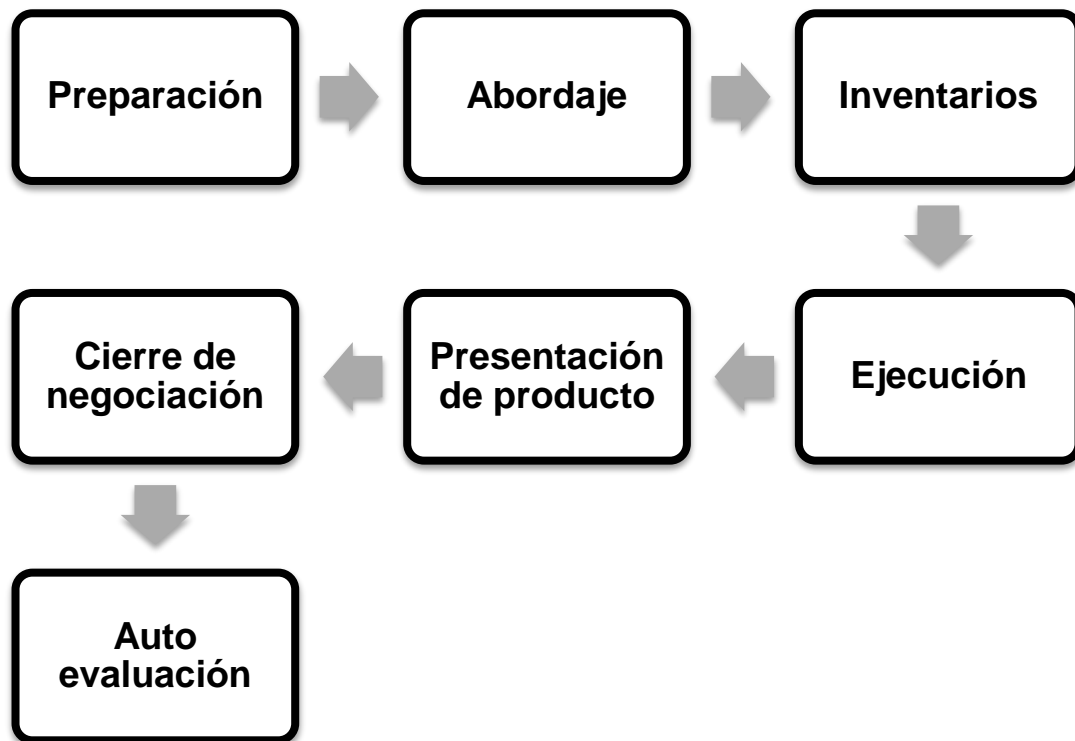 Preparación
Abordaje
Inventarios
Ejecución
Presentación
de producto
Cierre de
negociación
Auto
evaluación